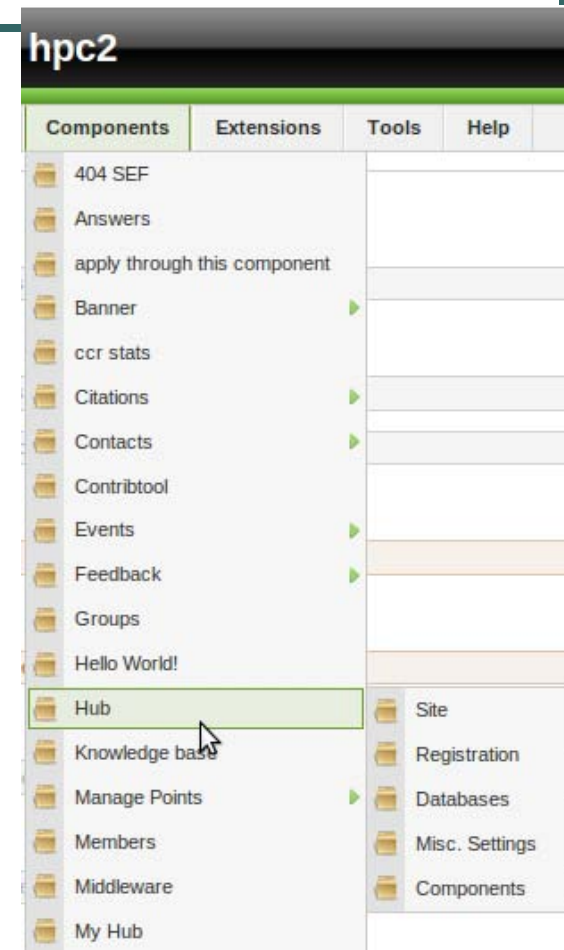 hpc2
Components Extensions Tools Help
404 SEF
Answers
apply through this component
Banner
ccr stats
Citations
Contacts
Contribtool
Events
Feedback
Groups
Hello World!
Hub
Knowledge base
Manage Points
Members
Middleware
My Hub
Site
Registration
Databases
Misc. Settings
Components